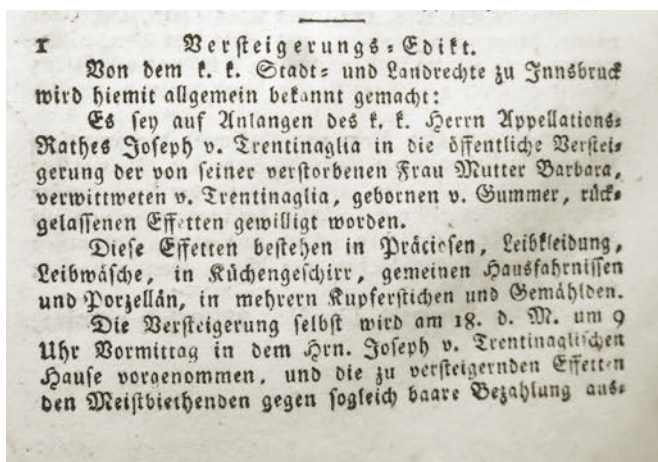 1 Versteigerungs-Edikt.
Von dem k. k. Stadt- und Landrechte zu Innsbruck
wird hiemit allgemein bekannt gemacht:
Es sey auf Anlangen des k. k. Herrn Appellations-
Rathes Joseph v. Trentinaglia in die öffentliche Verstei-
gerung der von seiner verstorbenen Frau Mutter Barbara,
verwittweten v. Trentinaglia, gebornen v. Gummer, rück-
gelassenen Effekten gewilligt worden.
Diese Effekten bestehen in Präciosen, Leibkleidung,
Leibwäsche, in Küchengeschirr, gemeinen Hausfahrnissen
und Porzellän, in mehrern Kupferstichen und Gemählden.
Die Versteigerung selbst wird am 18. d. M. um 9
Uhr Vormittag in dem Hrn. Joseph v. Trentinaglischen
Hause vorgenommen, und die zu versteigernden Effekten
den Meistbiethenden gegen sogleich baare Bezahlung aus-